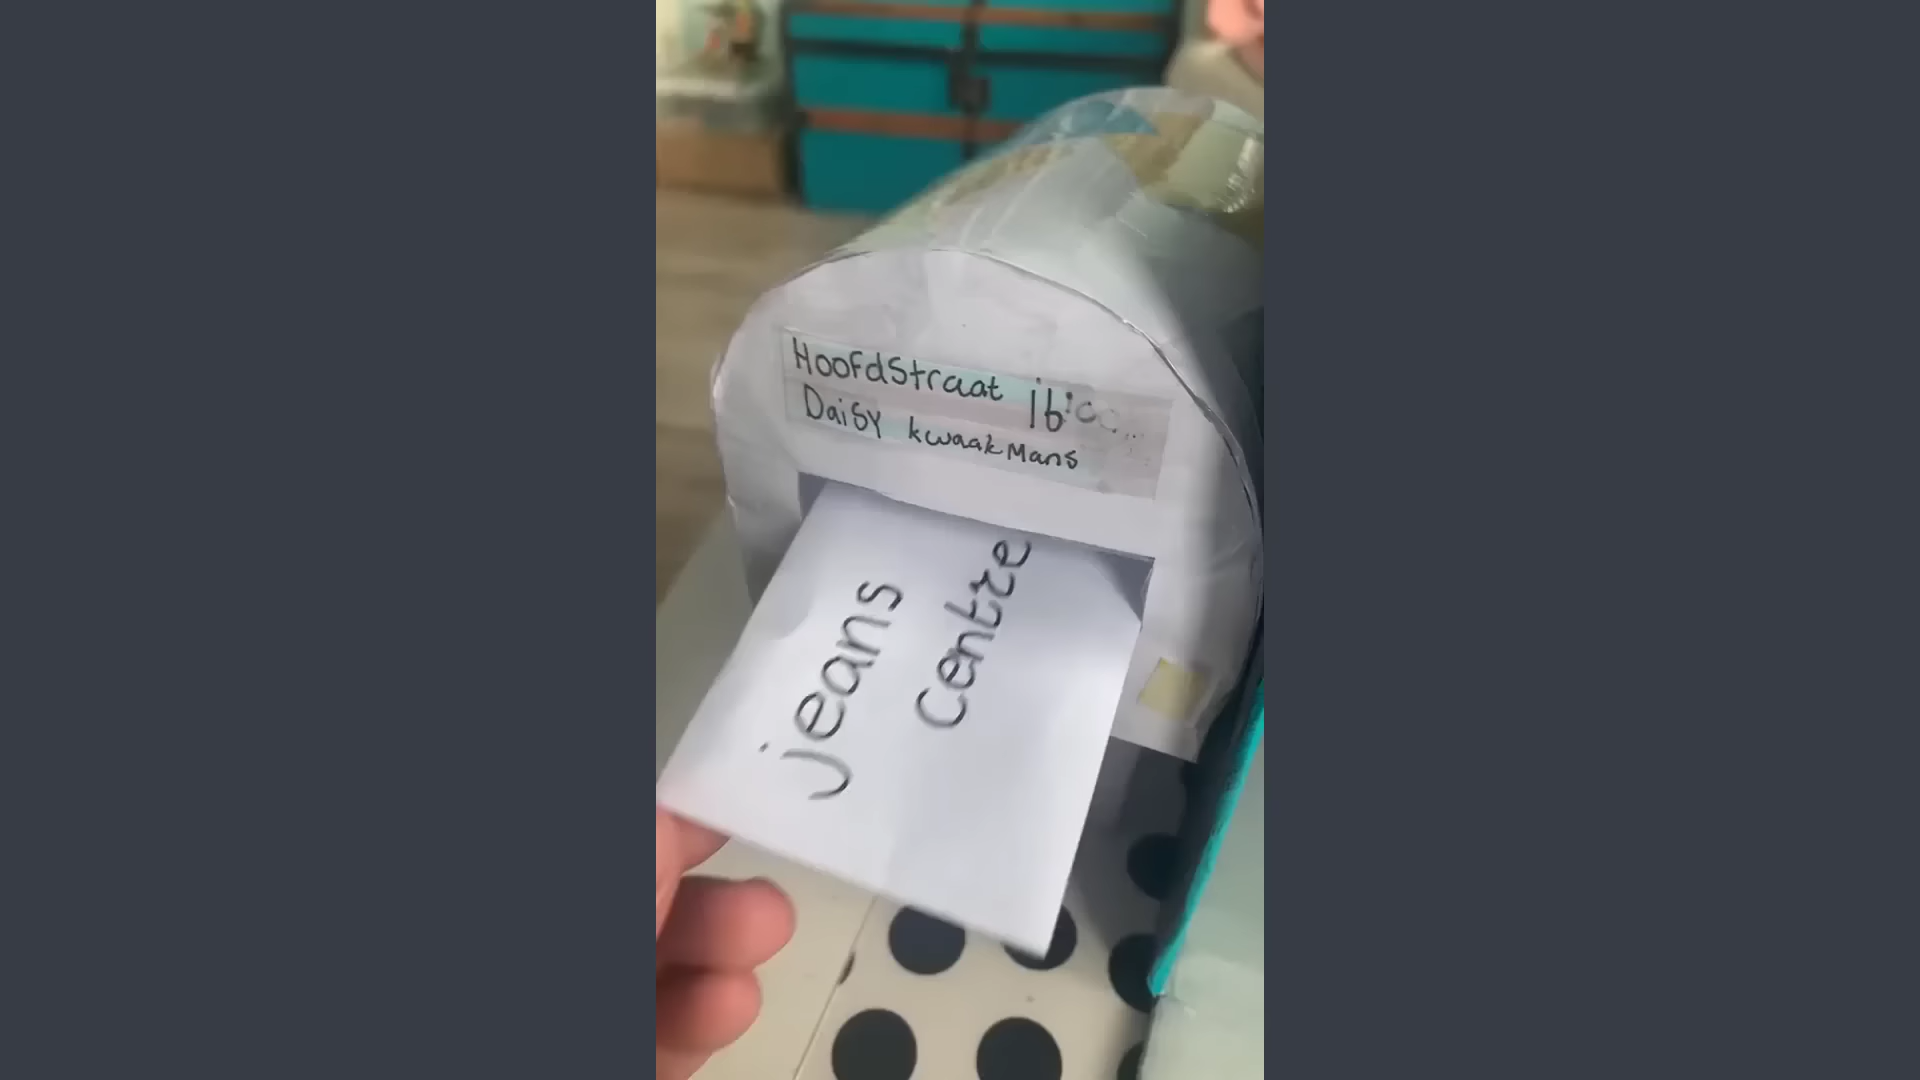 Hoofdstraat
Daisy kwaakmans
jeans
centre